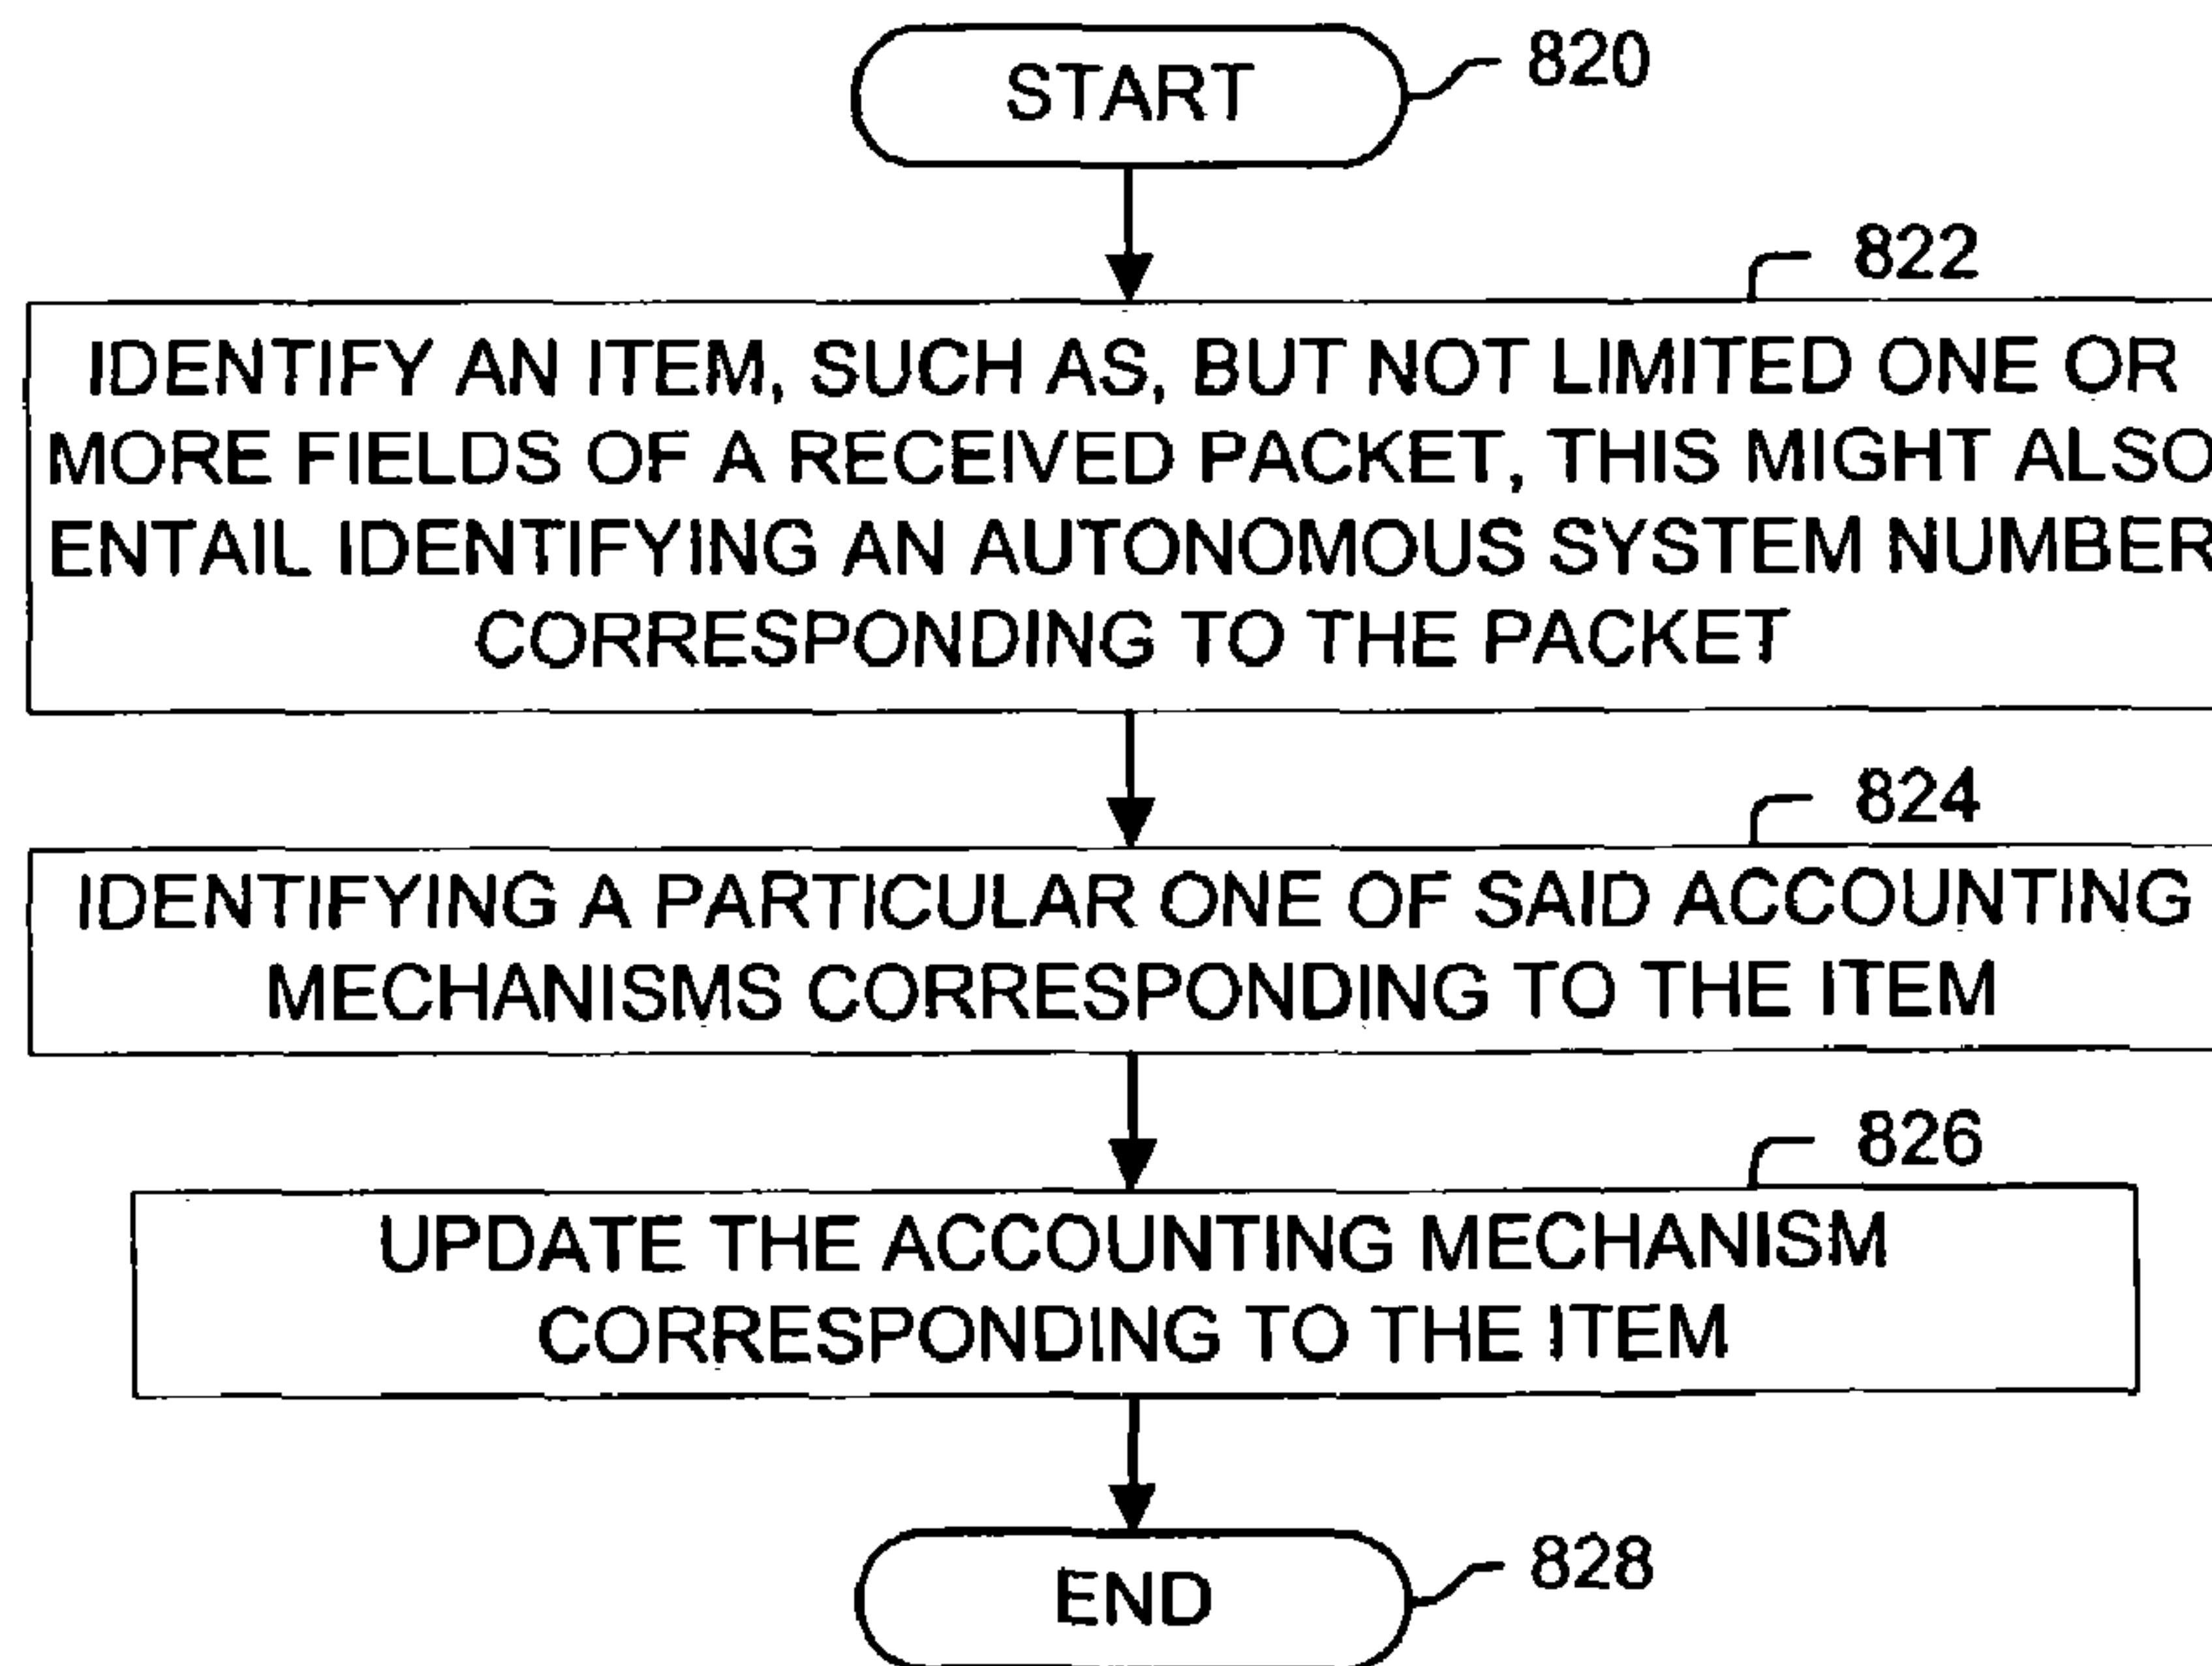 START
820
822
IDENTIFY AN ITEM, SUCH AS, BUT NOT LIMITED ONE OR
MORE FIELDS OF A RECEIVED PACKET, THIS MIGHT ALSO
ENTAIL IDENTIFYING AN AUTONOMOUS SYSTEM NUMBER
CORRESPONDING TO THE PACKET
824
IDENTIFYING A PARTICULAR ONE OF SAID ACCOUNTING
MECHANISMS CORRESPONDING TO THE ITEM
826
UPDATE THE ACCOUNTING MECHANISM
CORRESPONDING TO THE ITEM
END
828